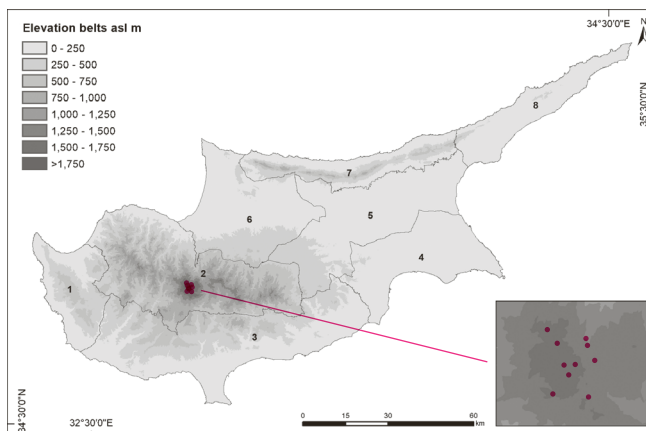 34°30'0"E
Elevation belts asl m
N
0 - 250
250 - 500
500 - 750
750 - 1,000
1,000 - 1,250
1,250 - 1,500
1,500 - 1,750
>1,750
35°30'0"N
8
7
6
5
4
2
1
3
34°30'0"N
32°30'0"E
0 15 30 60
km